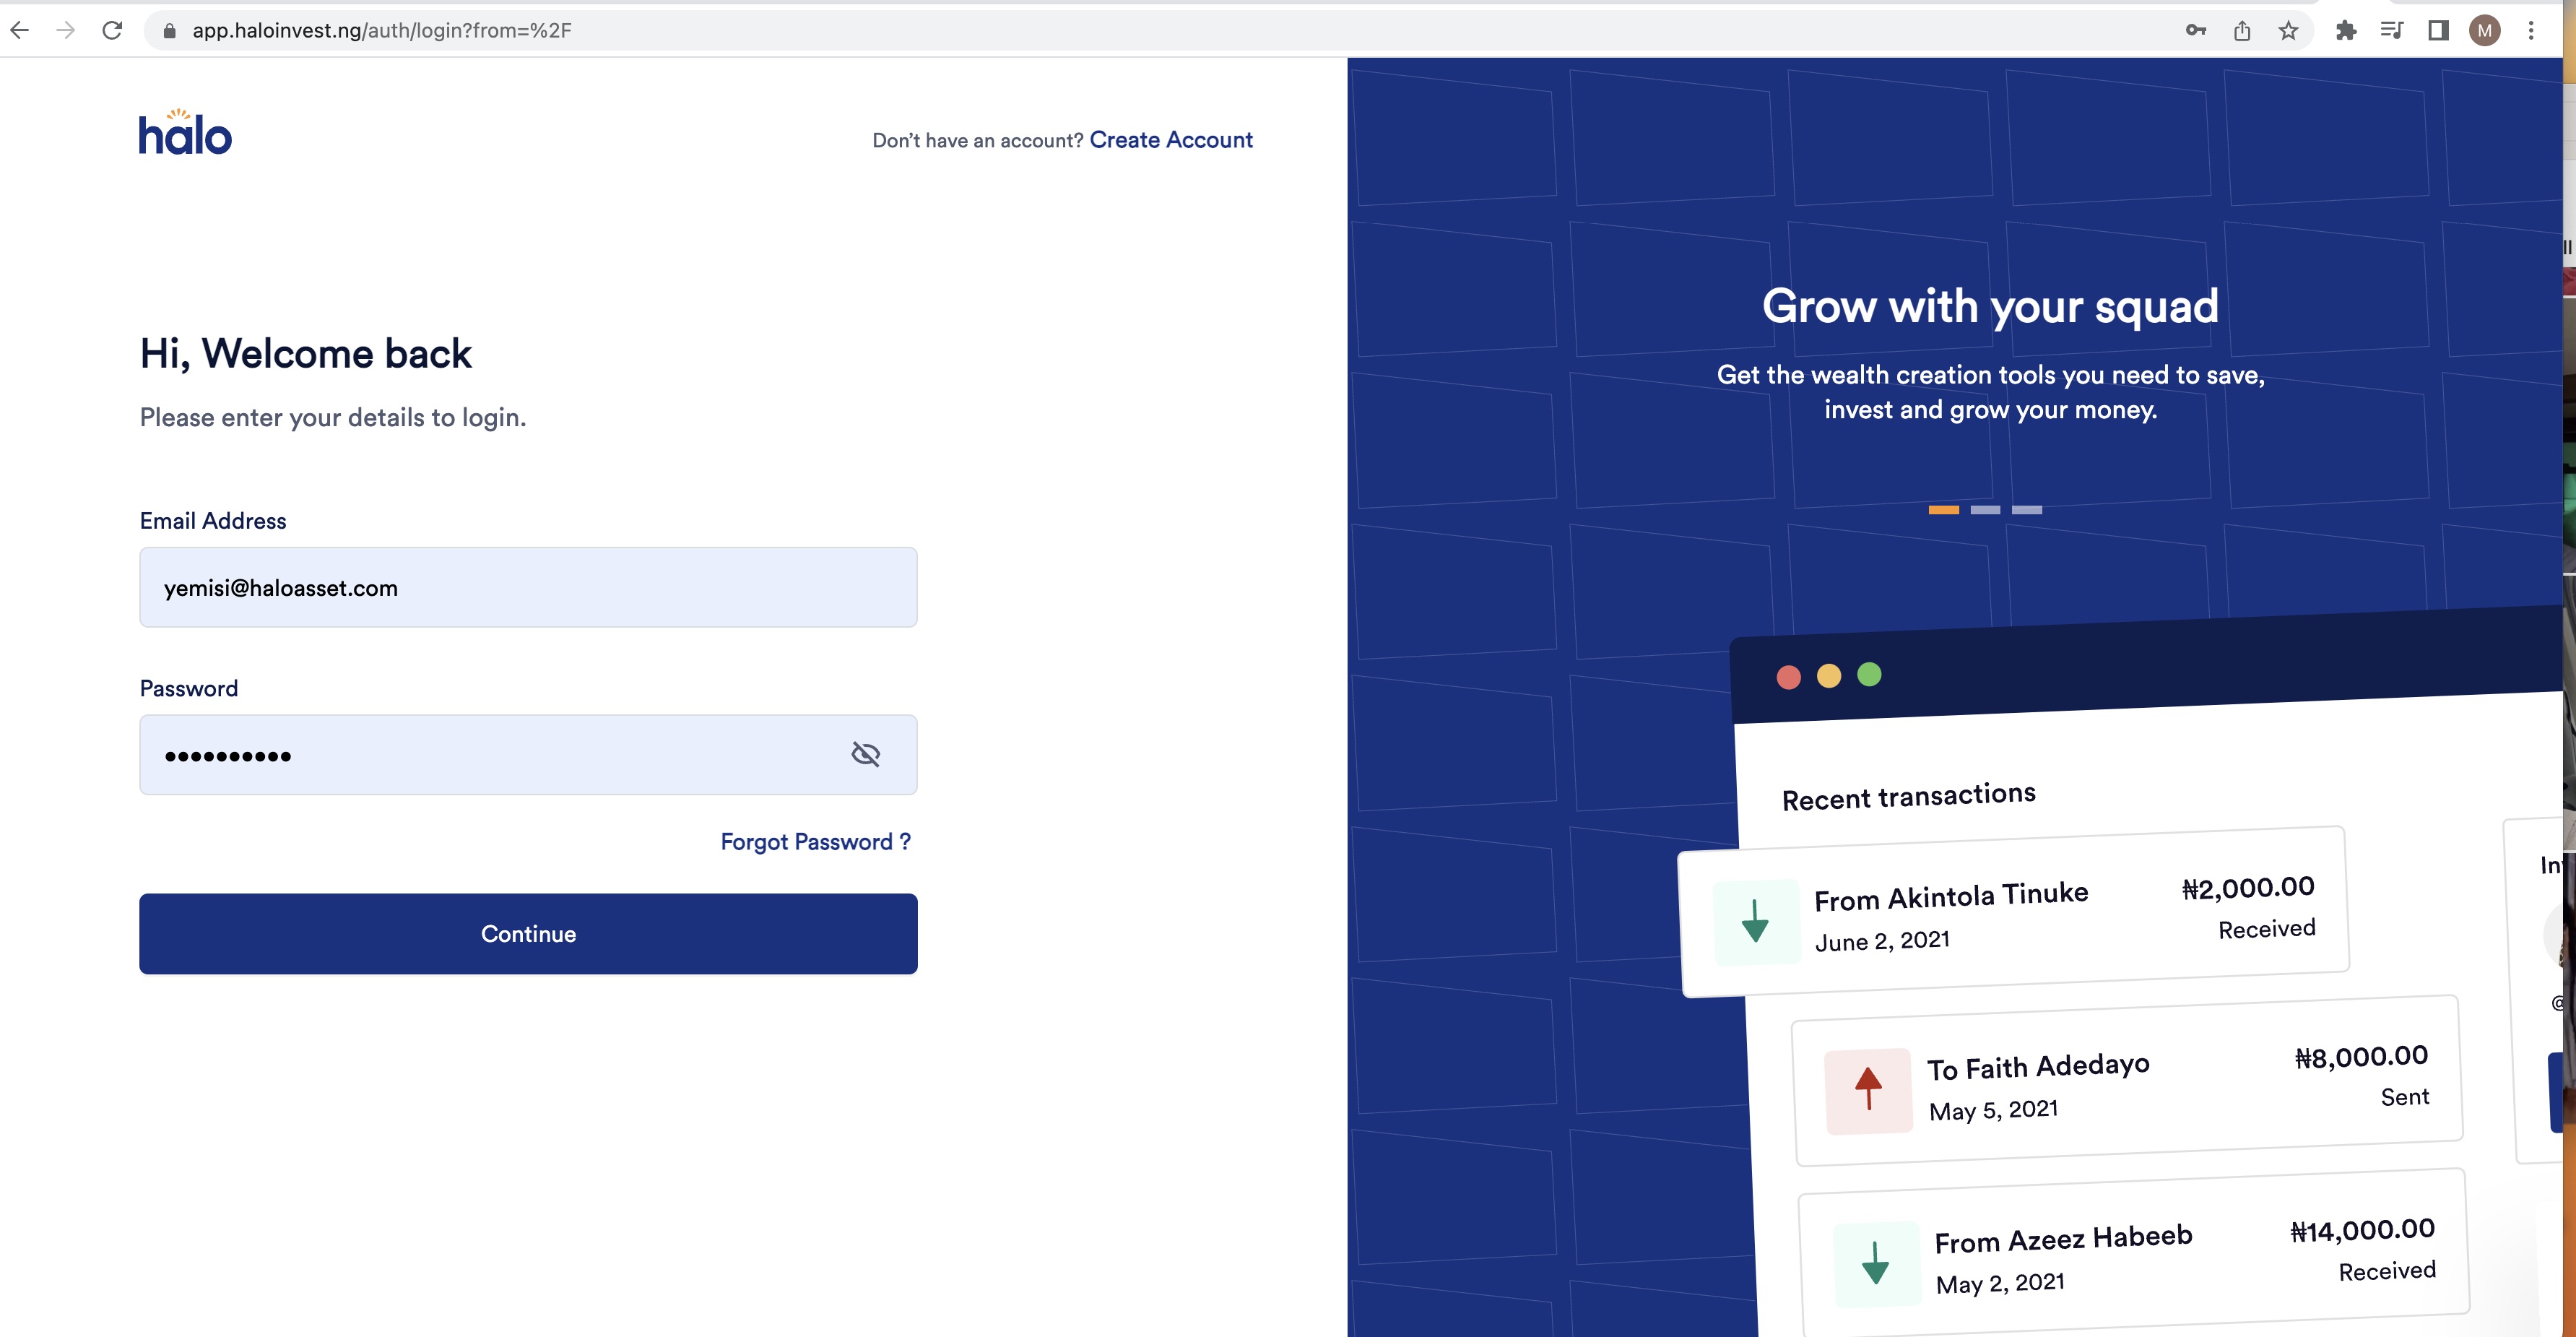 app.haloinvest.ng/auth/login?from=%2F
M
halo
Don't have an account? Create Account
Hi, Welcome back
Please enter your details to login.
Email Address
yemisi@haloasset.com
Password
Forgot Password ?
Continue
Grow with your squad
Get the wealth creation tools you need to save,
invest and grow your money.
Recent transactions
From Akintola Tinuke
₦2,000.00
June 2, 2021
Received
To Faith Adedayo
₦8,000.00
May 5, 2021
Sent
From Azeez Habeeb
₦14,000.00
May 2, 2021
Received